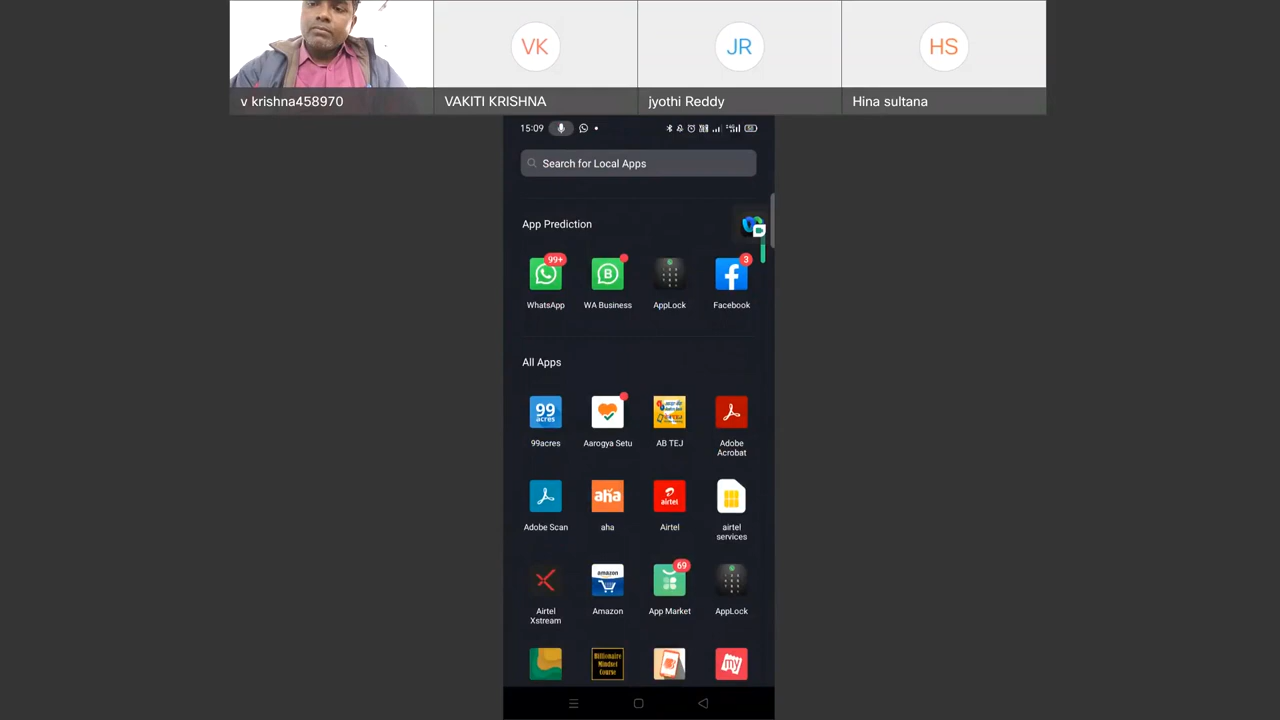 VK
JR
HS
v krishna458970
VAKITI KRISHNA
jyothi Reddy
Hina sultana
15:09
Search for Local Apps
App Prediction
99+
3
B
WhatsApp
WA Business
AppLock
Facebook
All Apps
99
acres
99acres
Aarogya Setu
AB TEJ
Adobe
Acrobat
aha
airtel
Adobe Scan
aha
Airtel
airtel
services
amazon
69
Airtel
Xstream
Amazon
App Market
AppLock
Millionaire
Mindset
Course
my